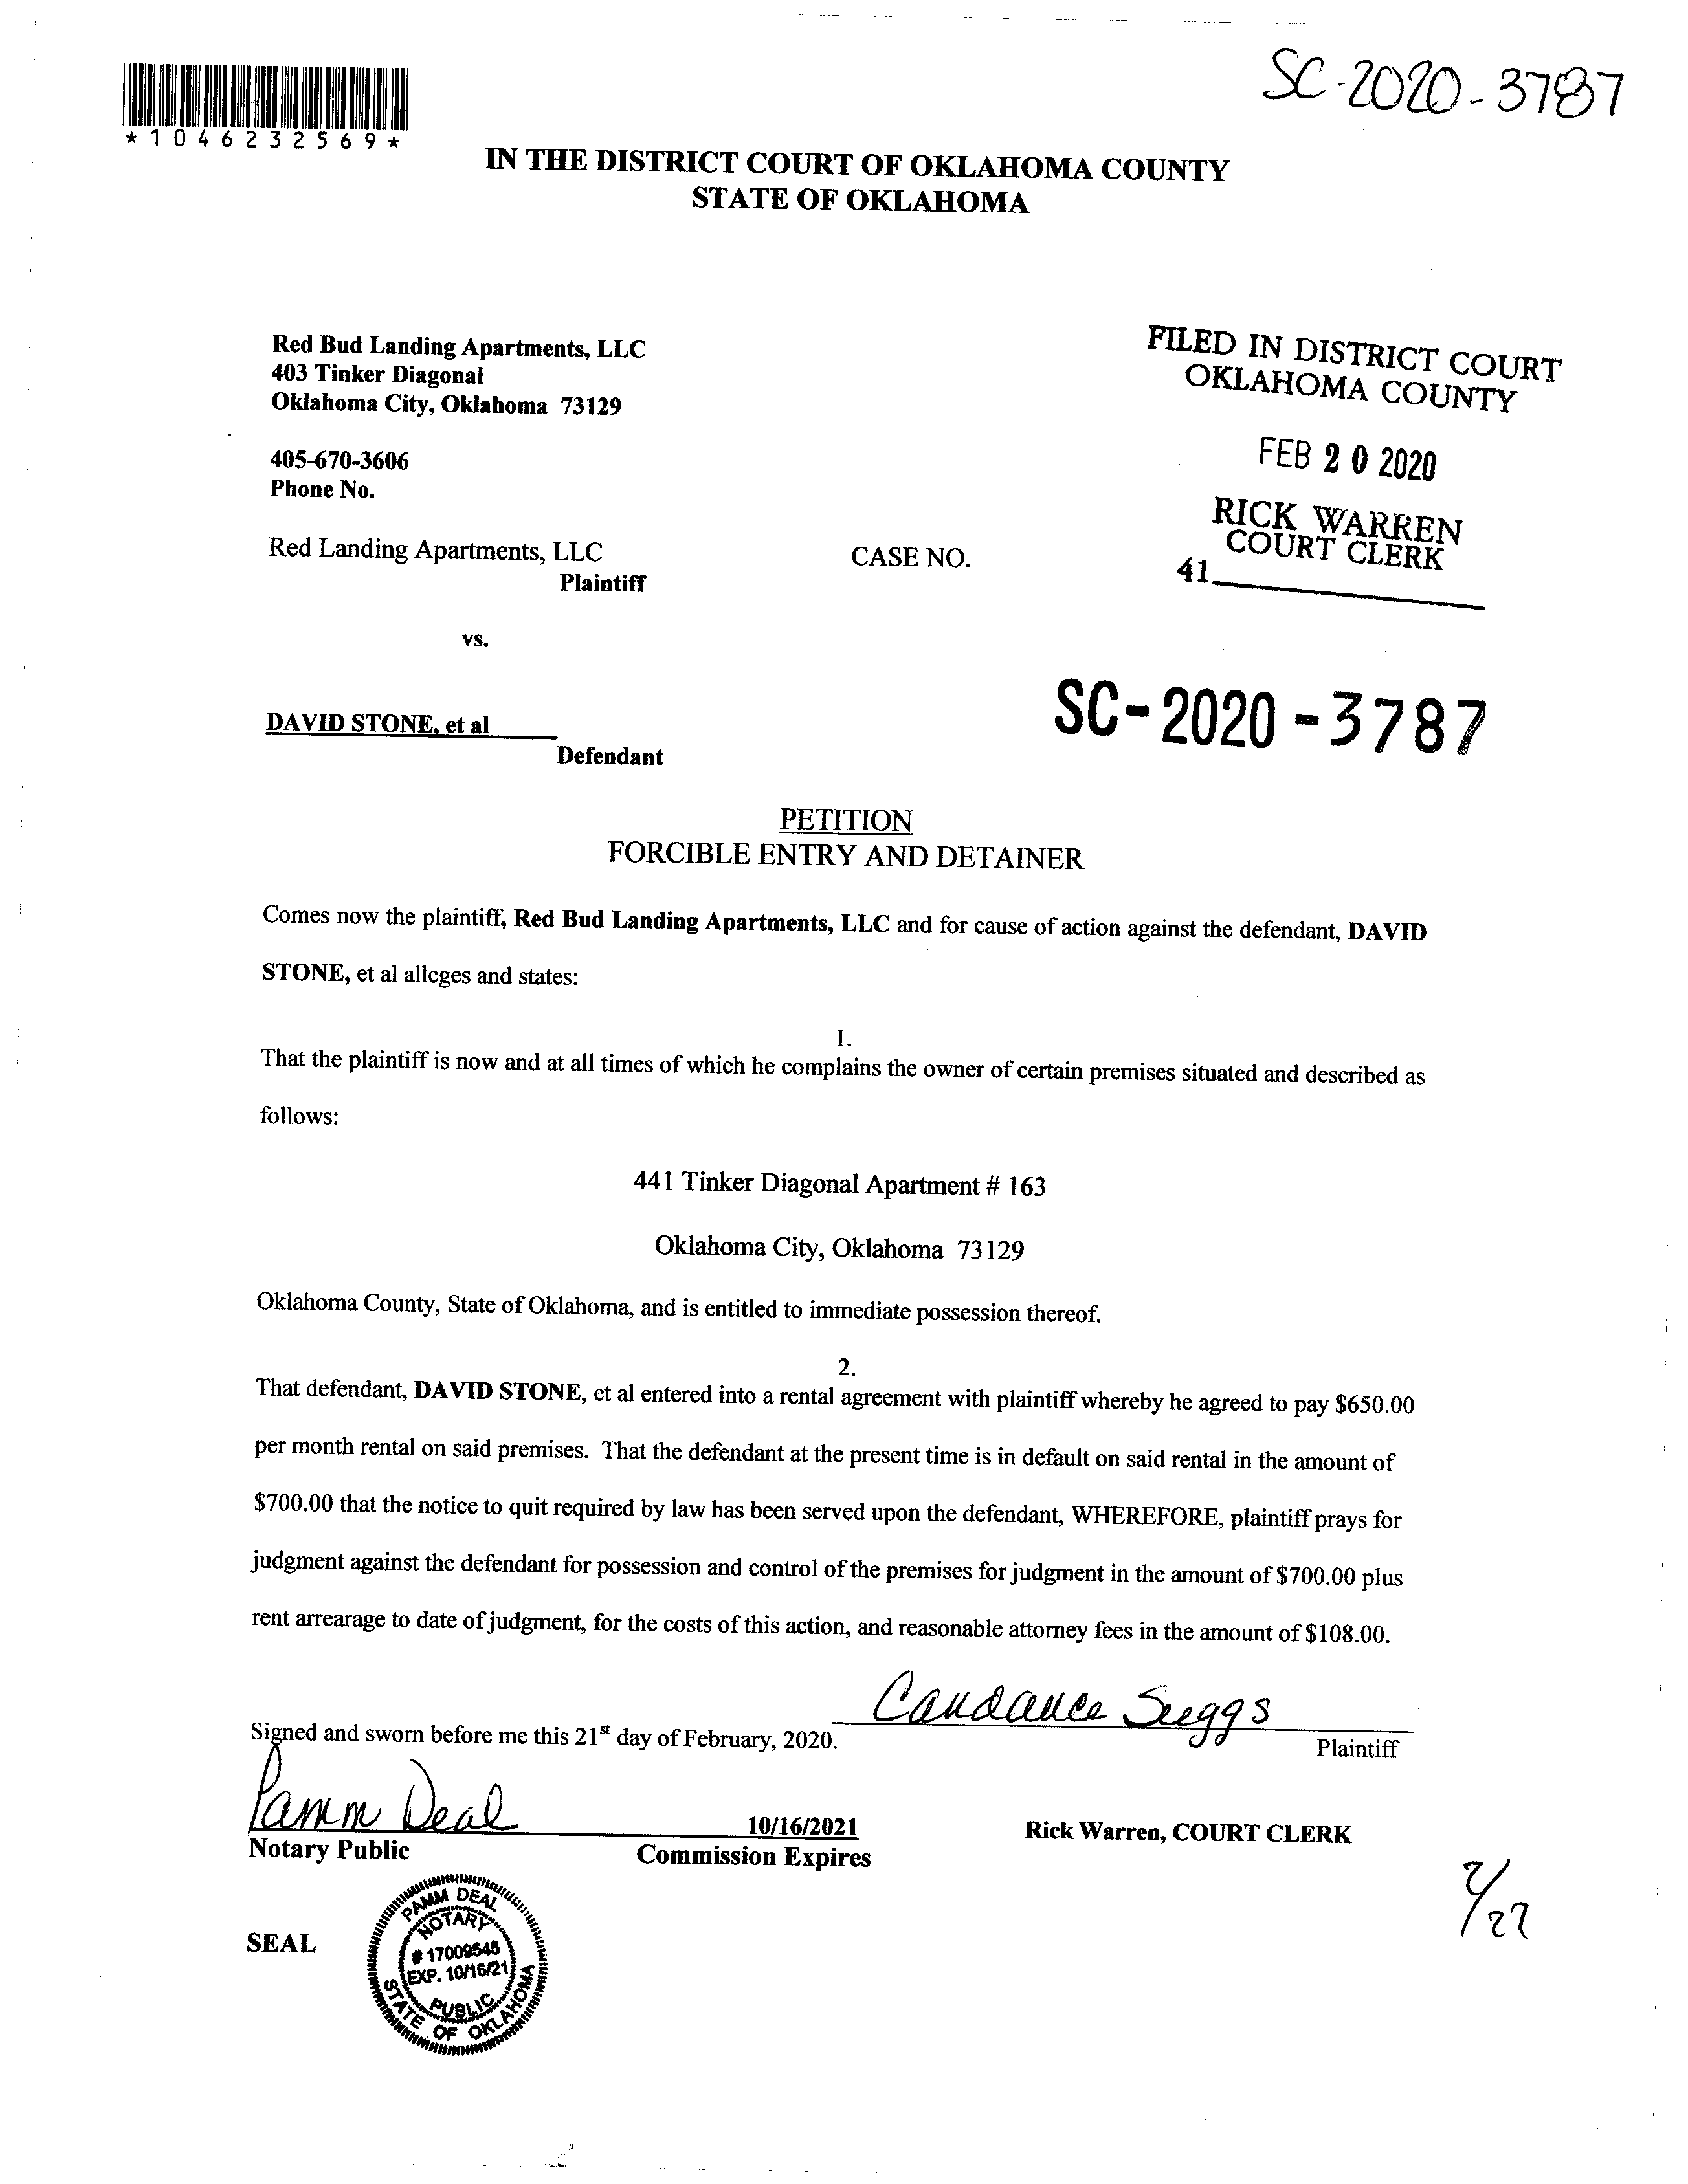 SC-2020-3787
*1046232569*
IN THE DISTRICT COURT OF OKLAHOMA COUNTY
STATE OF OKLAHOMA
Red Bud Landing Apartments, LLC
403 Tinker Diagonal
Oklahoma City, Oklahoma 73129
FILED IN DISTRICT COURT
OKLAHOMA COUNTY
FEB 20 2020
RICK WARREN
COURT CLERK
41
405-670-3606
Phone No.
Red Landing Apartments, LLC
Plaintiff
CASE NO.
vs.
SC-2020-3787
DAVID STONE, et al
Defendant
PETITION
FORCIBLE ENTRY AND DETAINER
Comes now the plaintiff, Red Bud Landing Apartments, LLC and for cause of action against the defendant, DAVID
STONE, et al alleges and states:
1.
That the plaintiff is now and at all times of which he complains the owner of certain premises situated and described as
follows:
441 Tinker Diagonal Apartment # 163
Oklahoma City, Oklahoma 73129
Oklahoma County, State of Oklahoma, and is entitled to immediate possession thereof.
2.
That defendant, DAVID STONE, et al entered into a rental agreement with plaintiff whereby he agreed to pay $650.00
per month rental on said premises. That the defendant at the present time is in default on said rental in the amount of
$700.00 that the notice to quit required by law has been served upon the defendant, WHEREFORE, plaintiff prays for
judgment against the defendant for possession and control of the premises for judgment in the amount of $700.00 plus
rent arrearage to date of judgment, for the costs of this action, and reasonable attorney fees in the amount of $108.00.
Candance Suggs
Signed and sworn before me this 21st day of February, 2020.
Plaintiff
Pamm Deal
10/16/2021
Rick Warren, COURT CLERK
Notary Public
Commission Expires
2/27
SEAL
PAMM DEAL
NOTARY
# 17009545
EXP. 10/16/21
PUBLIC
STATE OF OKLAHOMA